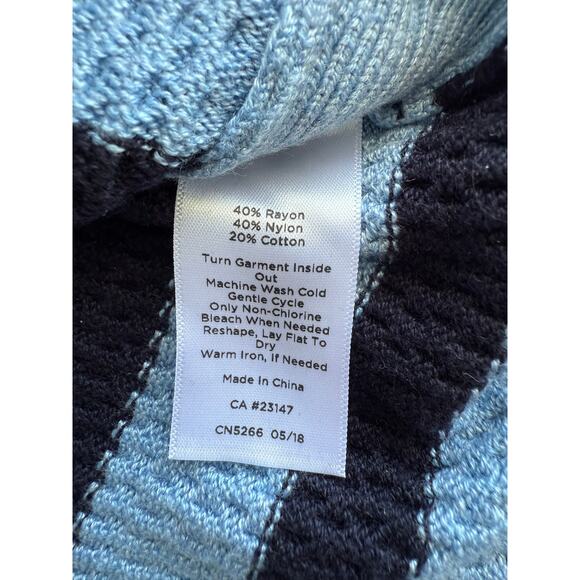 40% Rayon
40% Nylon
20% Cotton
Turn Garment Inside
Out
Machine Wash Cold
Gentle Cycle
Only Non-Chlorine
Bleach When Needed
Reshape, Lay Flat To
Dry
Warm Iron, If Needed
Made In China
CA #23147
CN5266 05/18